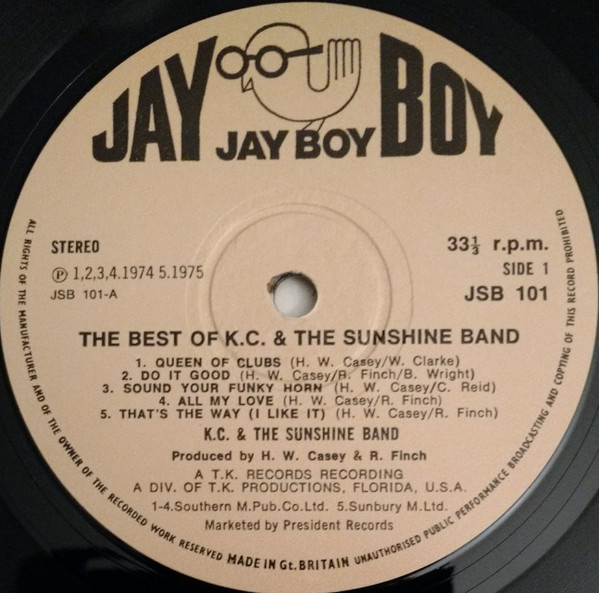 JAY BOY
JAY BOY
STEREO
Ⓟ 1,2,3,4.1974 5.1975
JSB 101-A
33⅓ r.p.m.
SIDE 1
JSB 101
THE BEST OF K.C. & THE SUNSHINE BAND
1. QUEEN OF CLUBS (H. W. Casey/W. Clarke)
2. DO IT GOOD (H. W. Casey/R. Finch/B. Wright)
3. SOUND YOUR FUNKY HORN (H. W. Casey/C. Reid)
4. ALL MY LOVE (H. W. Casey/R. Finch)
5. THAT'S THE WAY (I LIKE IT) (H. W. Casey/R. Finch)
K.C. & THE SUNSHINE BAND
Produced by H. W. Casey & R. Finch
A T.K. RECORDS RECORDING
A DIV. OF T.K. PRODUCTIONS, FLORIDA, U.S.A.
1-4.Southern M.Pub.Co.Ltd. 5.Sunbury M.Ltd.
Marketed by President Records
ALL RIGHTS OF THE MANUFACTURER AND OF THE OWNER OF THE RECORDED WORK RESERVED MADE IN Gt. BRITAIN UNAUTHORISED PUBLIC PERFORMANCE BROADCASTING AND COPYING OF THIS RECORD PROHIBITED